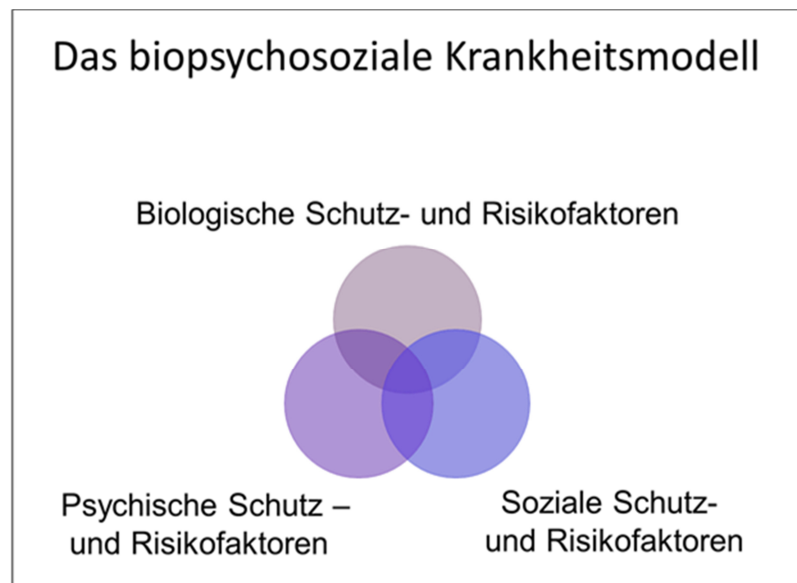 Das biopsychosoziale Krankheitsmodell
Biologische Schutz- und Risikofaktoren
Psychische Schutz –
und Risikofaktoren
Soziale Schutz-
und Risikofaktoren